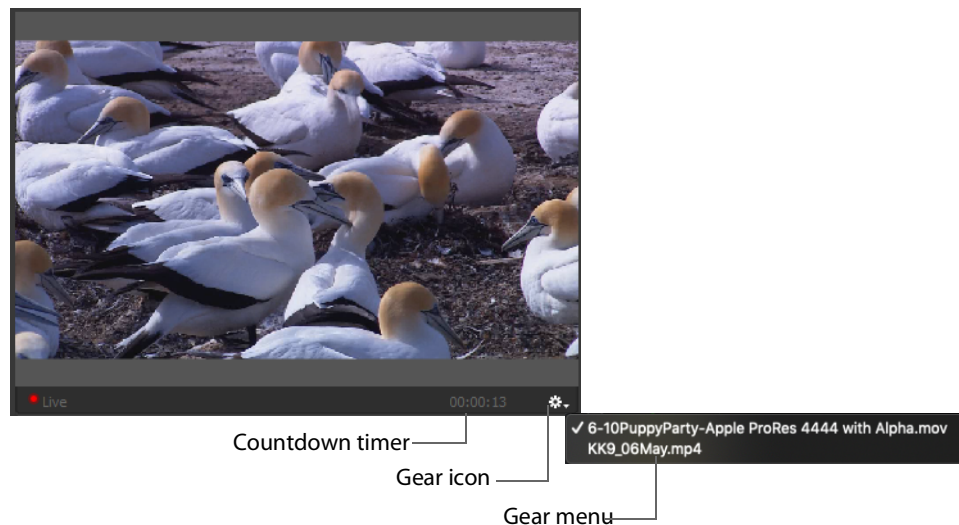 Live
00:00:13
✓ 6-10PuppyParty-Apple ProRes 4444 with Alpha.mov
KK9_06May.mp4
Countdown timer
Gear icon
Gear menu